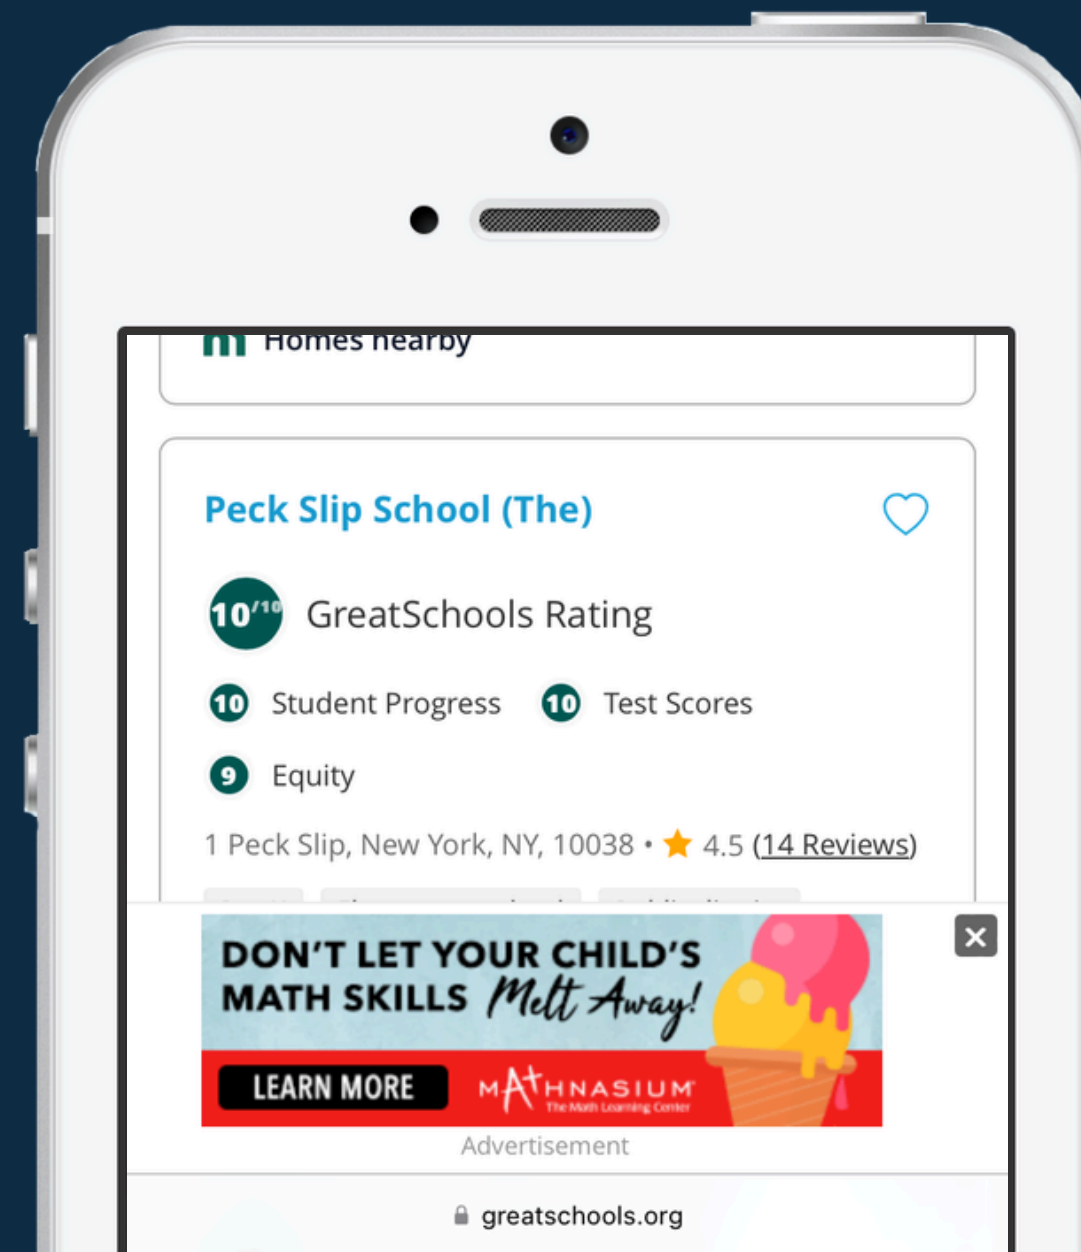 Homes nearby
Peck Slip School (The)
10/10 GreatSchools Rating
10 Student Progress 10 Test Scores
9 Equity
1 Peck Slip, New York, NY, 10038 • 4.5 (14 Reviews)
DON'T LET YOUR CHILD'S
MATH SKILLS Melt Away!
LEARN MORE
MATHNASIUM
The Math Learning Center
Advertisement
greatschools.org